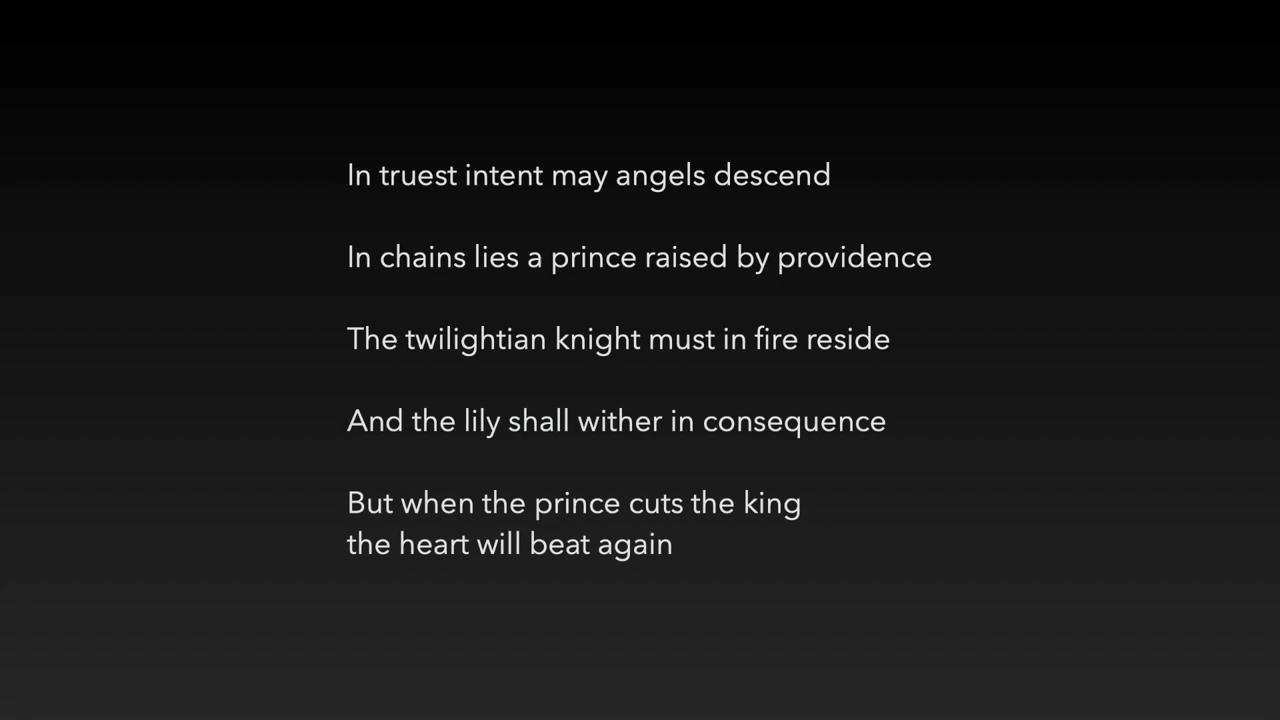 In truest intent may angels descend
In chains lies a prince raised by providence
The twilightian knight must in fire reside
And the lily shall wither in consequence
But when the prince cuts the king
the heart will beat again